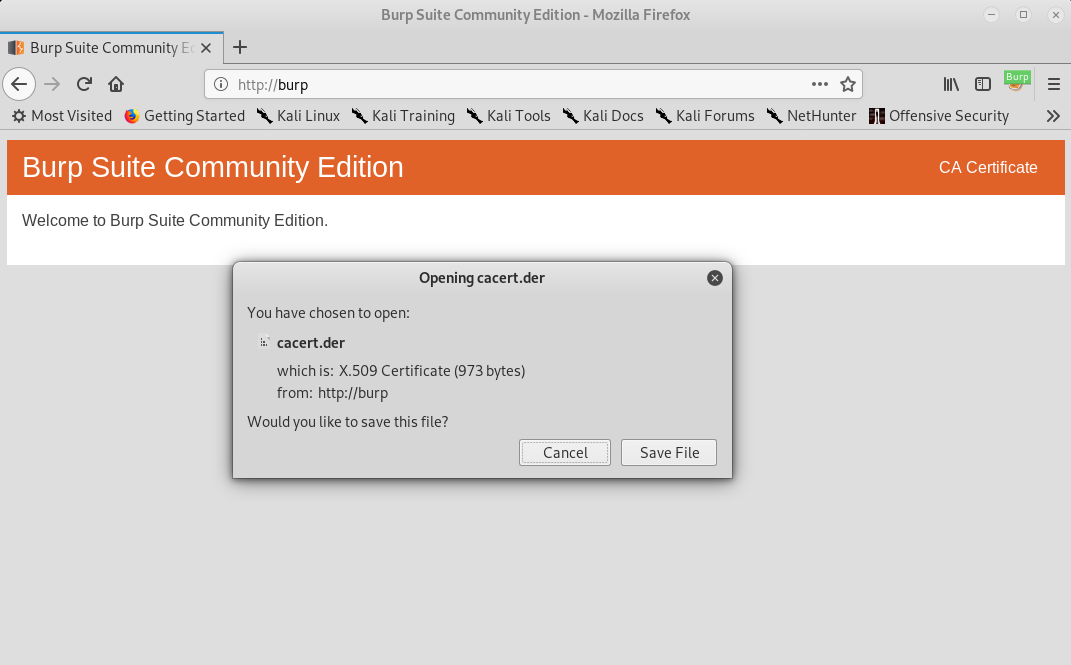 Burp Suite Community Edition - Mozilla Firefox
Burp Suite Community Ed
http://burp
Burp
Most Visited Getting Started Kali Linux Kali Training Kali Tools Kali Docs Kali Forums NetHunter Offensive Security
Burp Suite Community Edition CA Certificate
Welcome to Burp Suite Community Edition.
Opening cacert.der
You have chosen to open:
cacert.der
which is: X.509 Certificate (973 bytes)
from: http://burp
Would you like to save this file?
Cancel Save File